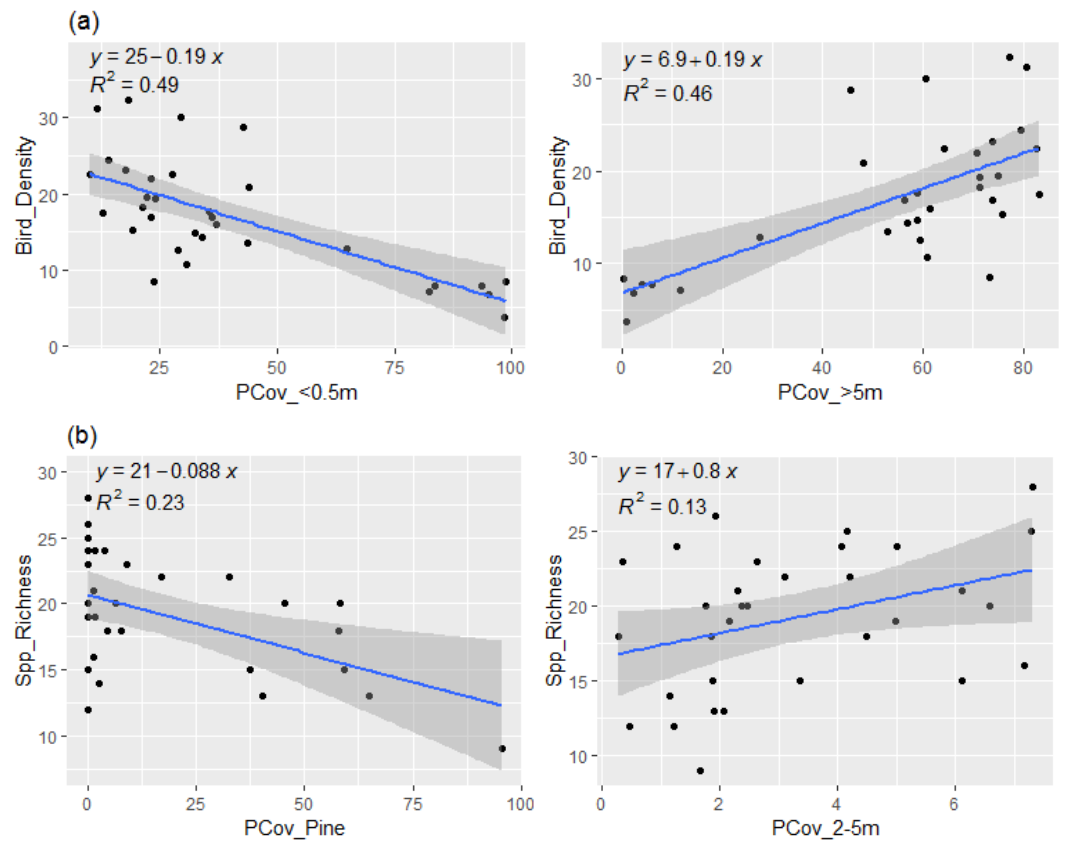 (a)
y = 25 − 0.19 x
R² = 0.49
Bird_Density
30
20
10
0
25
50
75
100
PCov_<0.5m
y = 6.9 + 0.19 x
R² = 0.46
Bird_Density
30
20
10
0
20
40
60
80
PCov_>5m
(b)
y = 21 − 0.088 x
R² = 0.23
Spp_Richness
30
25
20
15
10
0
25
50
75
100
PCov_Pine
y = 17 + 0.8 x
R² = 0.13
Spp_Richness
30
25
20
15
10
0
2
4
6
PCov_2-5m